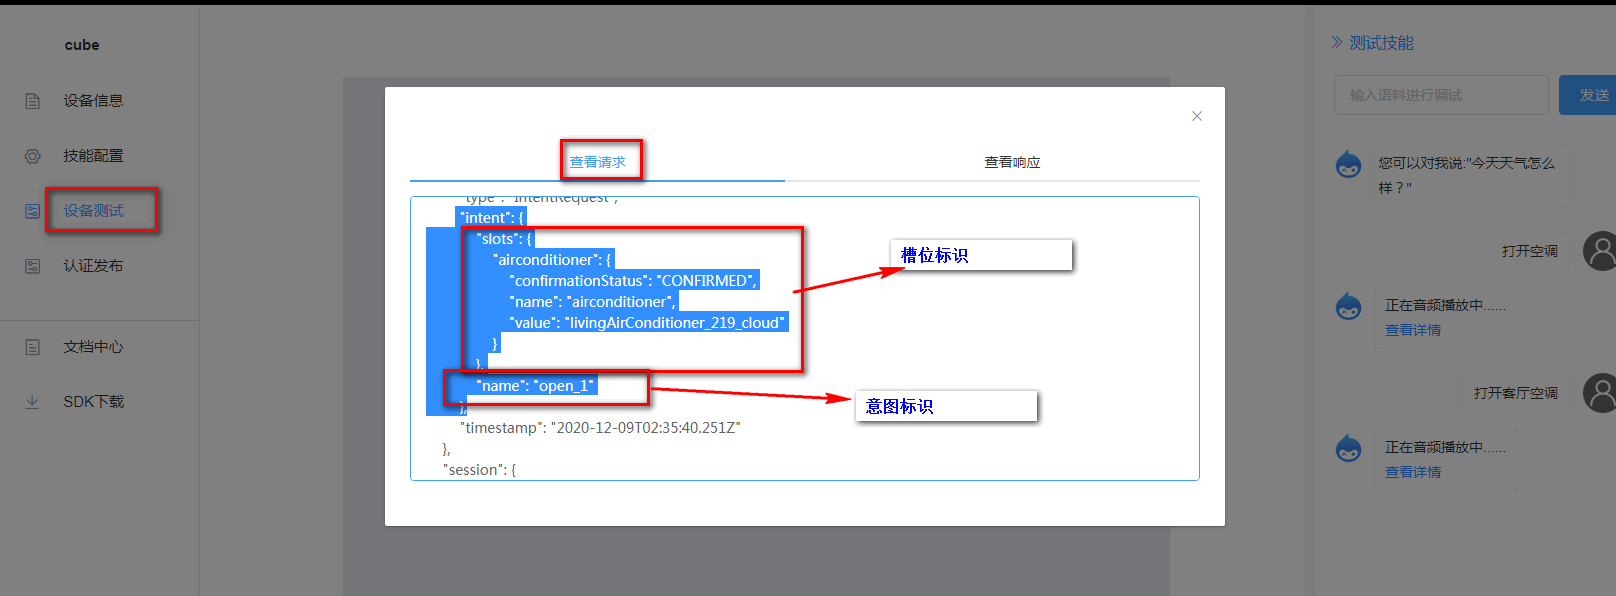 cube
设备信息
技能配置
设备测试
认证发布
文档中心
SDK下载
查看请求
查看响应
"type": "IntentRequest",
"intent": {
"slots": {
"airconditioner": {
"confirmationStatus": "CONFIRMED",
"name": "airconditioner",
"value": "livingAirConditioner_219_cloud"
}
},
"name": "open_1"
},
"timestamp": "2020-12-09T02:35:40.251Z"
},
"session": {
槽位标识
意图标识
测试技能
输入语料进行调试
发送
您可以对我说:"今天天气怎么
样？"
打开空调
正在音频播放中......
查看详情
打开客厅空调
正在音频播放中......
查看详情